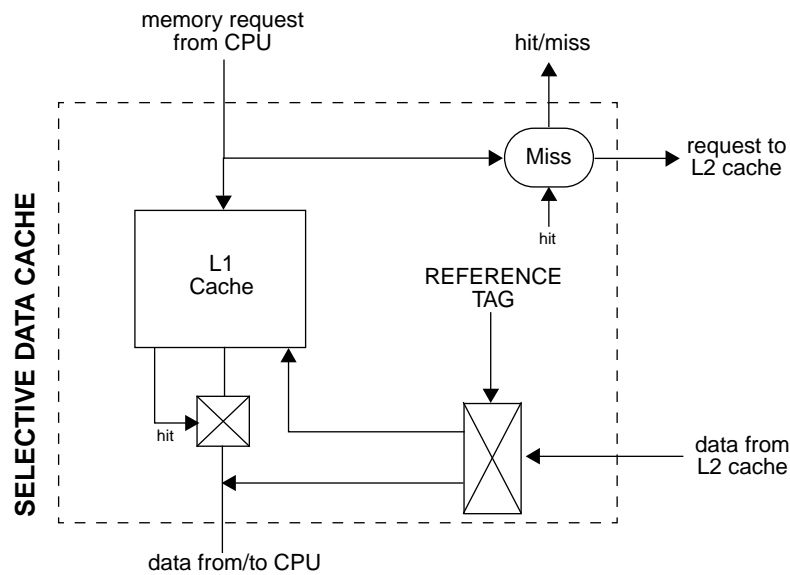 memory request
from CPU
hit/miss
Miss
request to
L2 cache
hit
L1
Cache
REFERENCE
TAG
SELECTIVE DATA CACHE
hit
data from
L2 cache
data from/to CPU